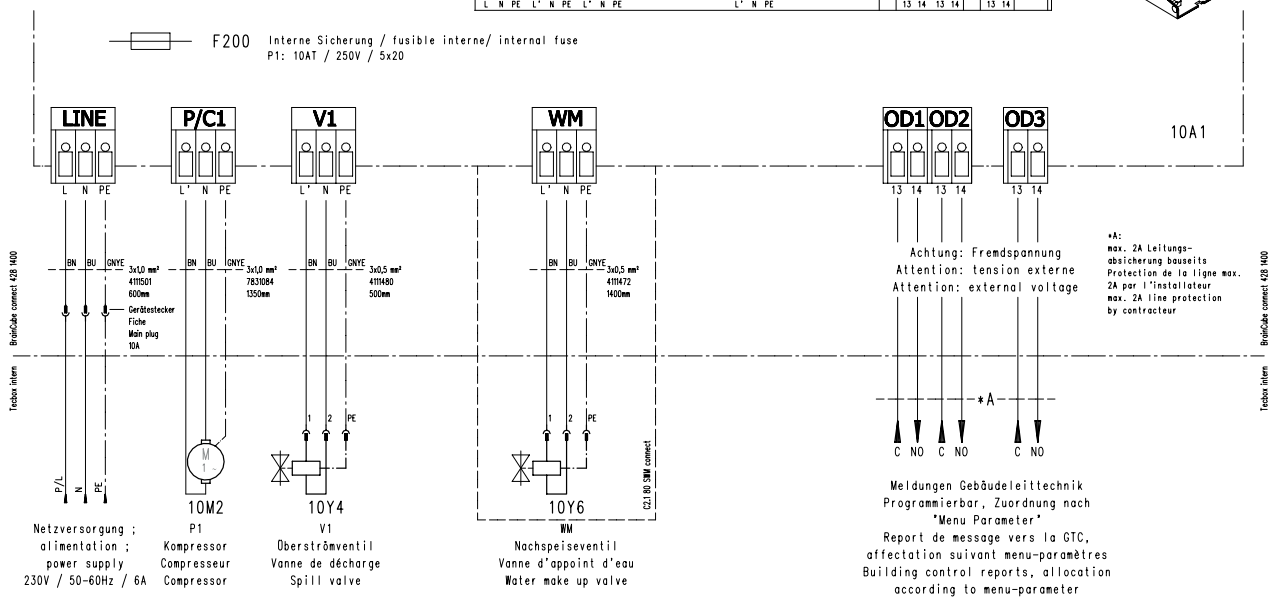 L N PE L' N PE L' N PE L' N PE 13 14 13 14 13 14
F200 Interne Sicherung / fusible interne/ internal fuse
P1: 10AT / 250V / 5x20
LINE P/C1 V1 WM OD1 OD2 OD3
10A1
L N PE L' N PE L' N PE L' N PE 13 14 13 14 13 14
BN BU GNYE
3x1,0 mm²
4111501
600mm
Gerätestecker
Fiche
Main plug
10A
BN BU GNYE
3x1,0 mm²
7831084
1350mm
BN BU GNYE
3x0,5 mm²
4111480
500mm
BN BU GNYE
3x0,5 mm²
4111472
1400mm
Achtung: Fremdspannung
Attention: tension externe
Attention: external voltage
*A:
max. 2A Leitungs-
absicherung bauseits
Protection de la ligne max.
2A par l'installateur
max. 2A line protection
by contracteur
BrainCube connect 428 1400
Tecbox intern
BrainCube connect 428 1400
Tecbox intern
P/L N PE
M
1 ~
1 2 PE
1 2 PE
*A
C NO C NO C NO
C2.1 80 SWM connect
10M2
10Y4
10Y6
Netzversorgung ;
alimentation ;
power supply
230V / 50-60Hz / 6A
P1
Kompressor
Compresseur
Compressor
V1
Überströmventil
Vanne de décharge
Spill valve
WM
Nachspeiseventil
Vanne d'appoint d'eau
Water make up valve
Meldungen Gebäudeleittechnik
Programmierbar, Zuordnung nach
"Menu Parameter"
Report de message vers la GTC,
affectation suivant menu-paramètres
Building control reports, allocation
according to menu-parameter